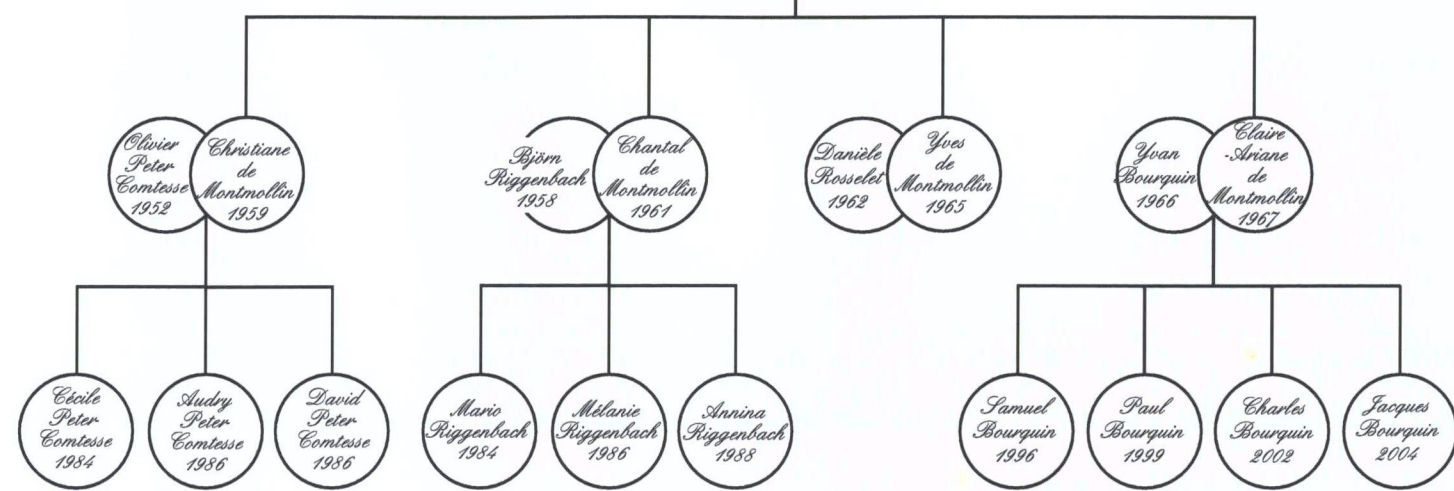 Olivier
Peter
Comtesse
1952
Christiane
de
Montmollin
1959
Björn
Riggenbach
1958
Chantal
de
Montmollin
1961
Danièle
Rosselet
1962
Yves
de
Montmollin
1965
Yvan
Bourquin
1966
Claire
-Ariane
de
Montmollin
1967
Cécile
Peter
Comtesse
1984
Audry
Peter
Comtesse
1986
David
Peter
Comtesse
1986
Mario
Riggenbach
1984
Mélanie
Riggenbach
1986
Annina
Riggenbach
1988
Samuel
Bourquin
1996
Paul
Bourquin
1999
Charles
Bourquin
2002
Jacques
Bourquin
2004